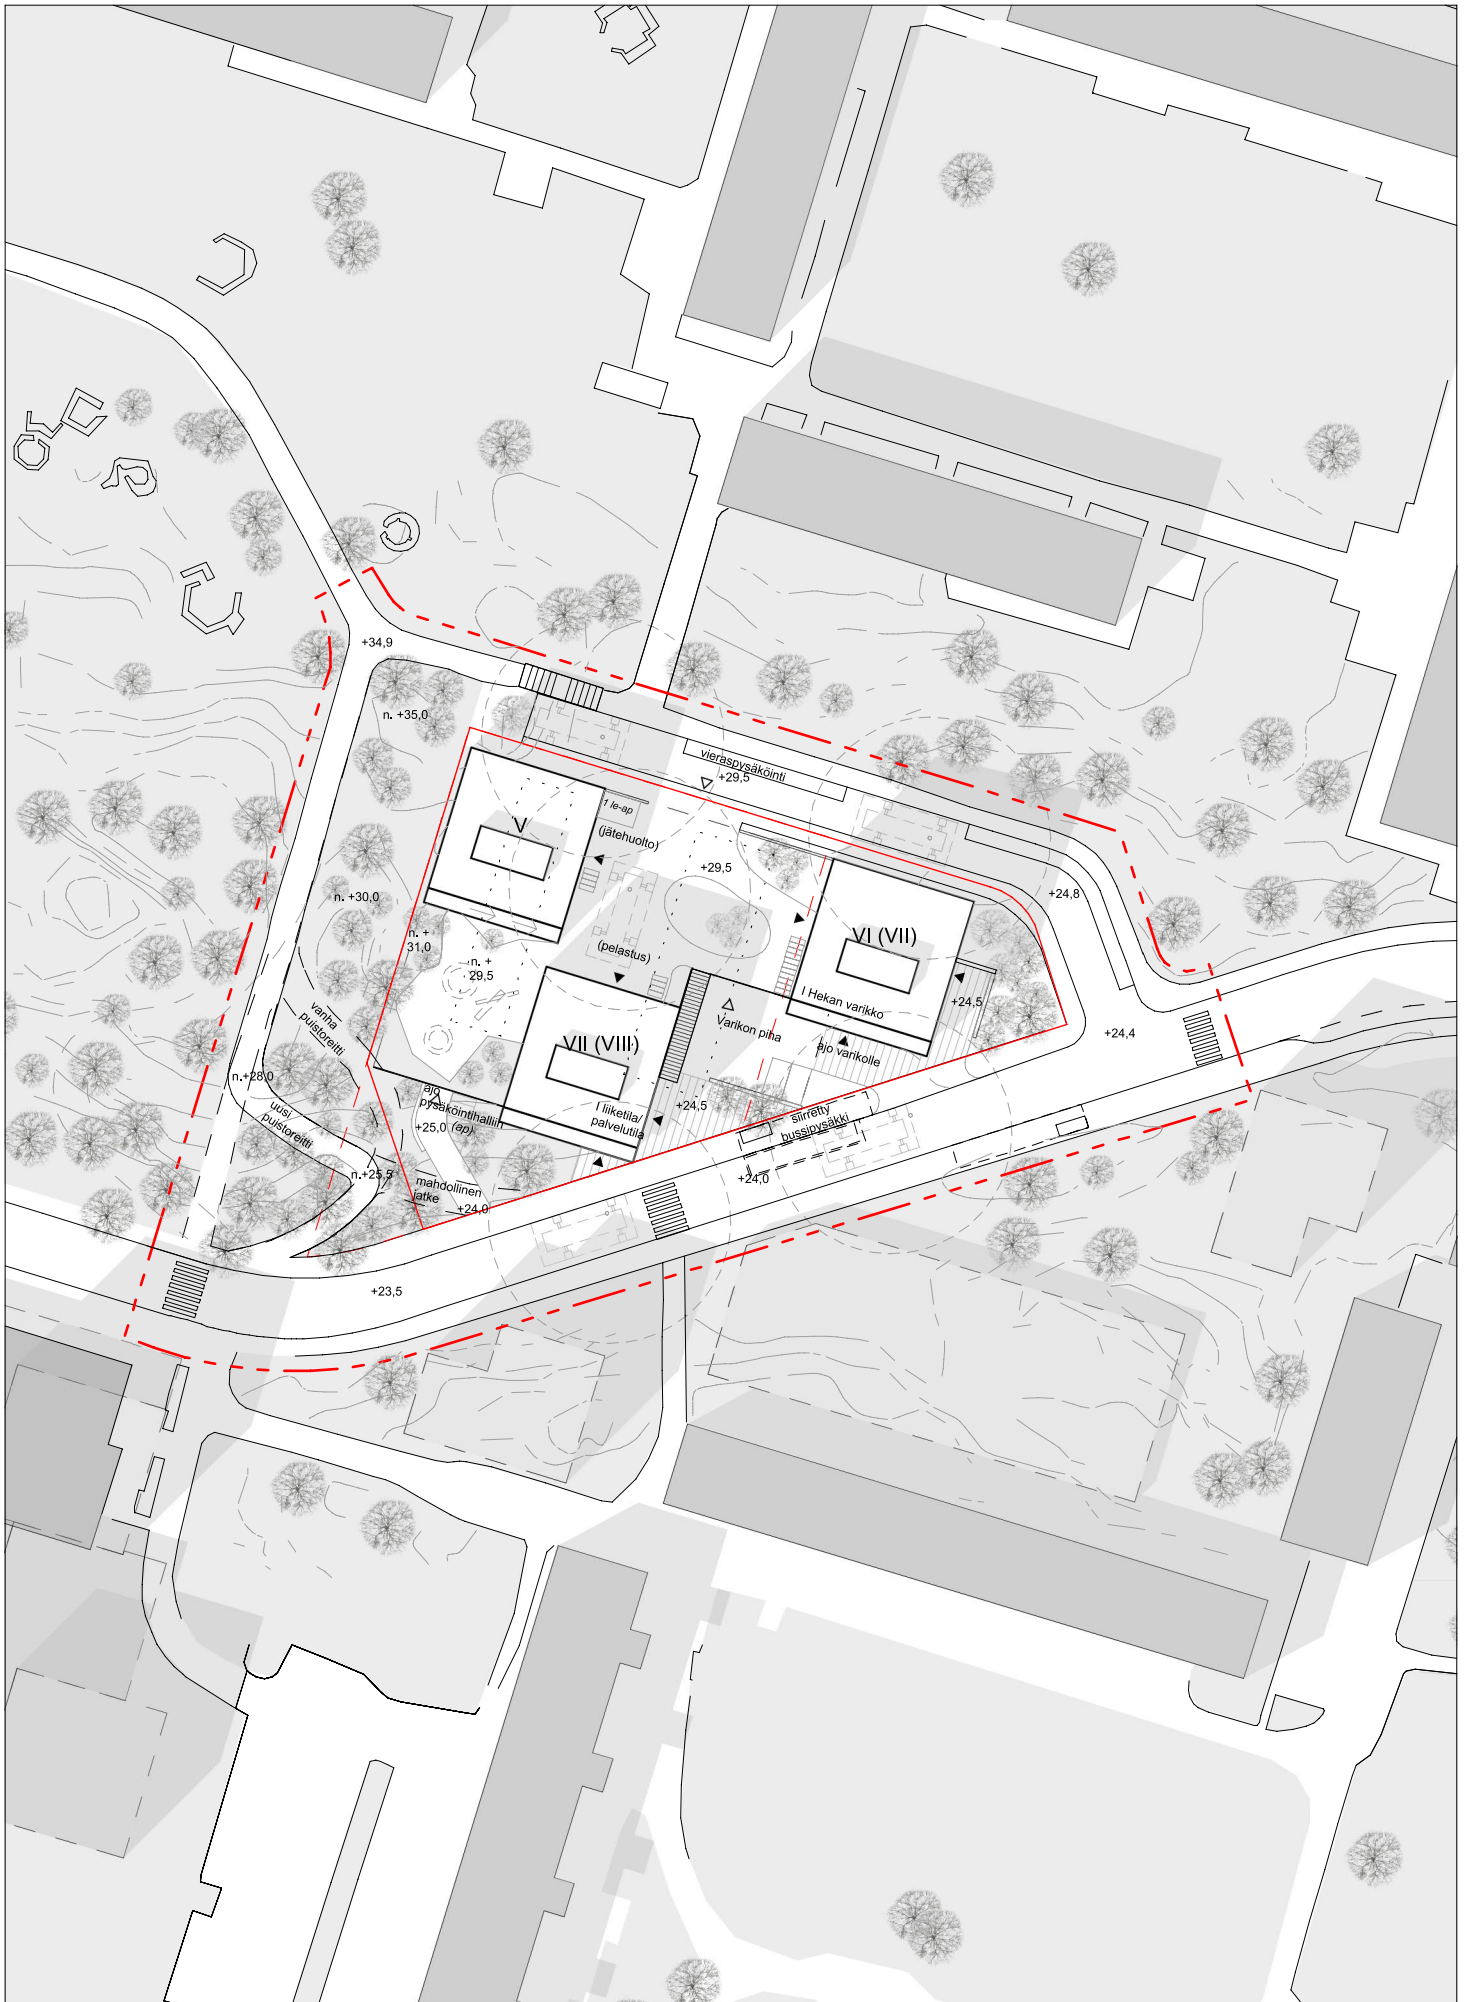 +34,9
n. +35,0
vieraspysäköinti
+29,5
1 le-ap
V
(jätehuolto)
+29,5
+24,8
n. +30,0
n. +
31,0
VI (VII)
(pelastus)
n. +
29,5
I Hekan varikko
+24,5
vanha
puistoreitti
Varikon piha
+24,4
VII (VIII)
ajo varikolle
n.+28,0
ajo
pysäköintihalliin
+25,0 (ap)
I liiketila/
palvelutila
+24,5
siirretty
bussipysäkki
uusi
puistoreitti
n.+25,5
mahdollinen
jatke
+24,0
+24,0
+23,5